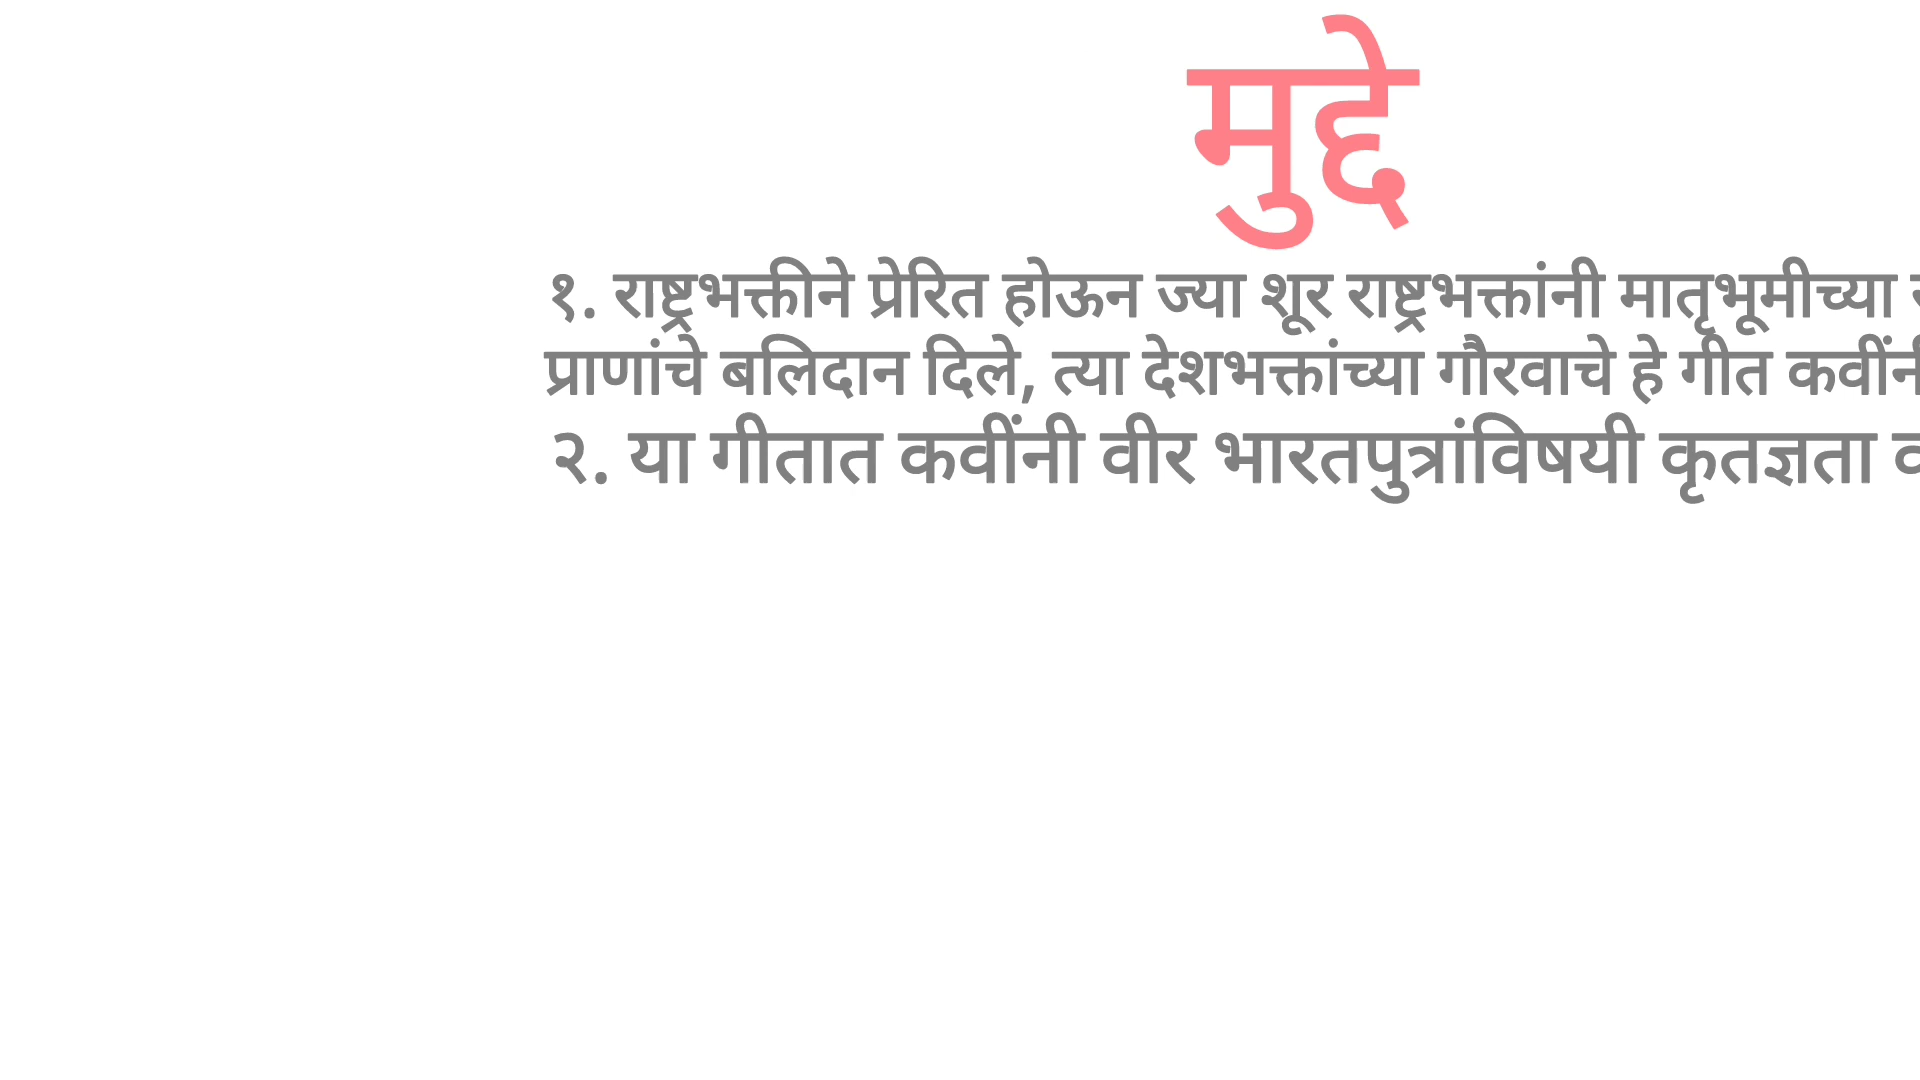 मुद्दे
१. राष्ट्रभक्तीने प्रेरित होऊन ज्या शूर राष्ट्रभक्तांनी मातृभूमीच्या
प्राणांचे बलिदान दिले, त्या देशभक्तांच्या गौरवाचे हे गीत
२. या गीतात कवींनी वीर भारतपुत्रांविषयी कृतज्ञता